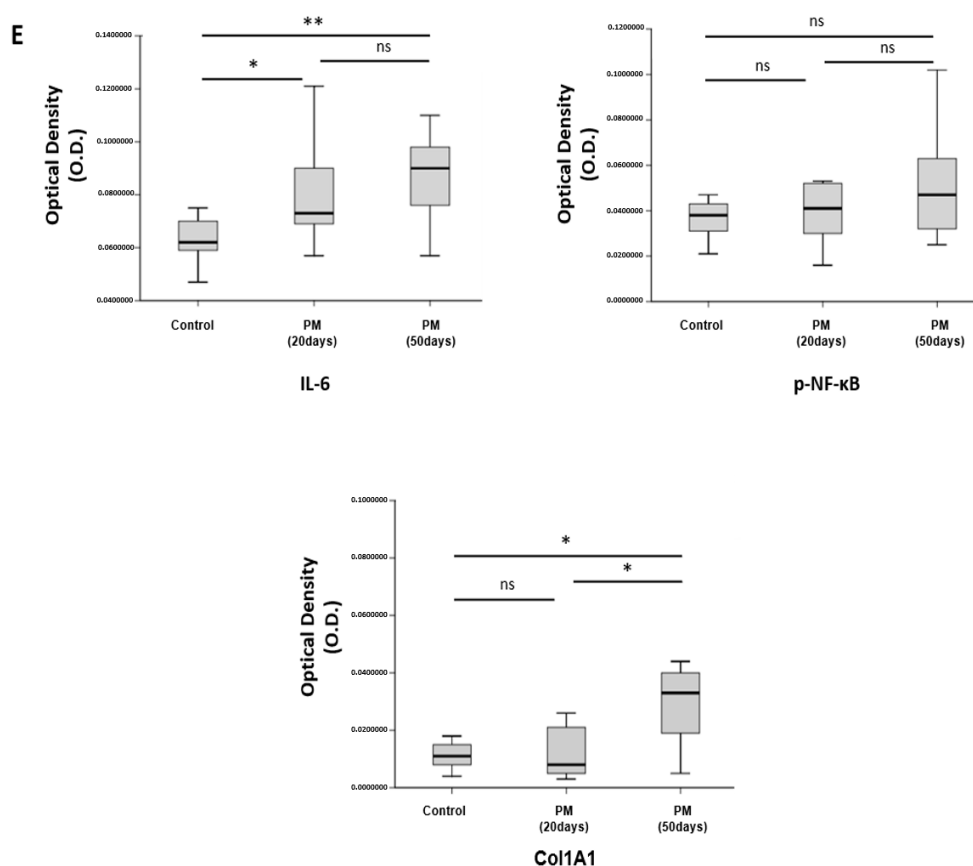 E
**
ns
*
Optical Density
(O.D.)
0.1400000
0.1200000
0.1000000
0.0800000
0.0600000
0.0400000
Control
PM
(20days)
PM
(50days)
IL-6
ns
ns
ns
Optical Density
(O.D.)
0.1200000
0.1000000
0.0600000
0.0400000
0.0200000
0.0000000
Control
PM
(20days)
PM
(50days)
p-NF-κB
*
*
ns
Optical Density
(O.D.)
0.1000000
0.0800000
0.0600000
0.0400000
0.0200000
0.0000000
Control
PM
(20days)
PM
(50days)
Col1A1